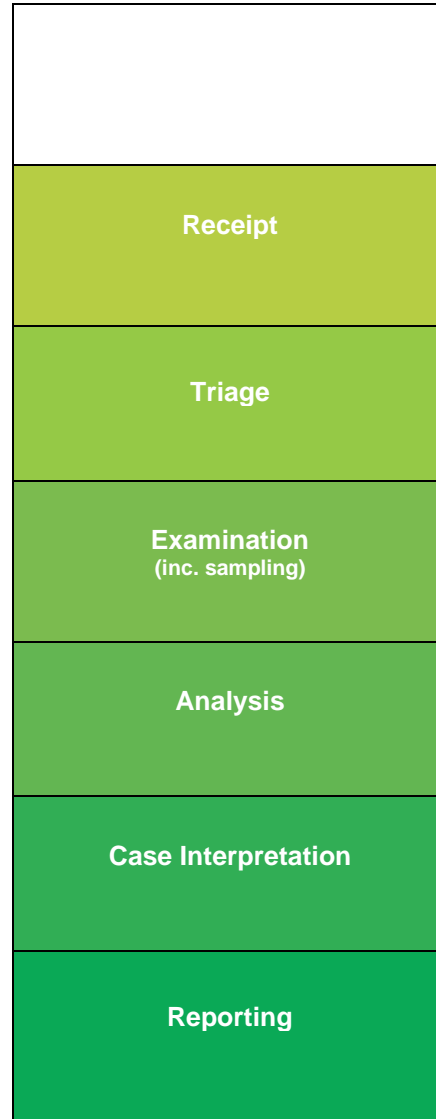 Receipt
Triage
Examination
(inc. sampling)
Analysis
Case Interpretation
Reporting